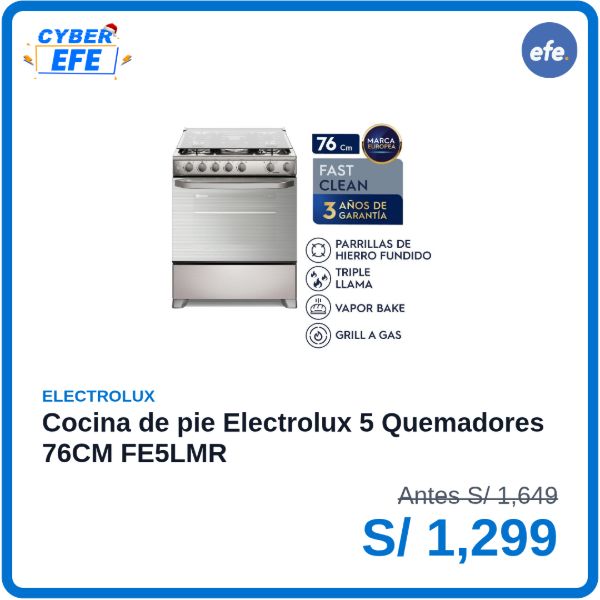 CYBER
EFE
efe.
76 Cm
MARCA
EUROPEA
FAST
CLEAN
3 AÑOS DE
GARANTÍA
PARRILLAS DE
HIERRO FUNDIDO
TRIPLE
LLAMA
VAPOR BAKE
GRILL A GAS
ELECTROLUX
Cocina de pie Electrolux 5 Quemadores
76CM FE5LMR
Antes S/ 1,649
S/ 1,299